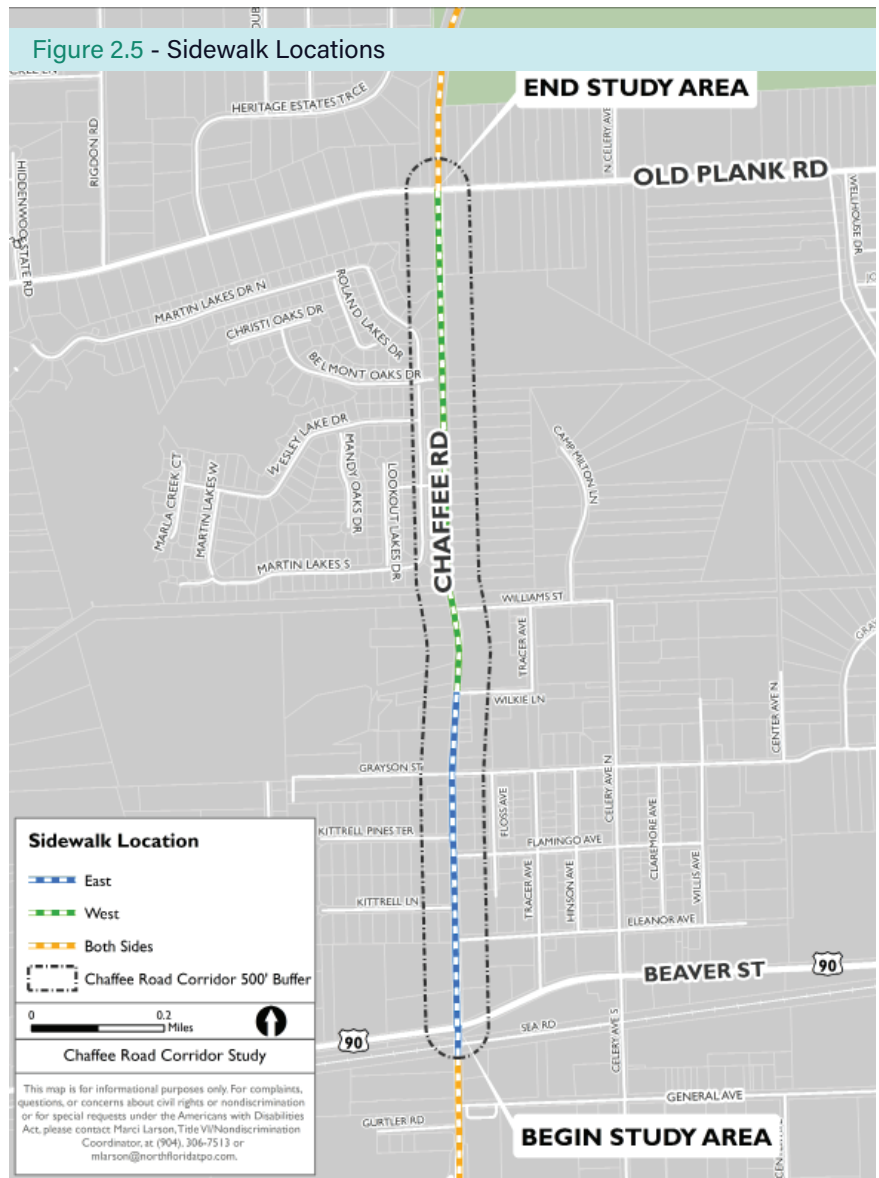 Figure 2.5 - Sidewalk Locations
END STUDY AREA
HERITAGE ESTATES TRCE
RIGDON RD
N CELERY AVE
OLD PLANK RD
HIDDENWOOD ESTATE RD
WELLHOUSE DR
MARTIN LAKES DR N
ROLAND LAKES DR
CHRISTI OAKS DR
BELMONT OAKS DR
WESLEY LAKE DR
MANDY OAKS DR
LOOKOUT LAKES DR
CHAFFEE RD
CAMP MILTON LN
MARLA CREEK CT
MARTIN LAKES W
MARTIN LAKES S
WILLIAMS ST
TRACER AVE
WILKIE LN
CENTER AVE N
GRAYSON ST
CELERY AVE N
FLOSS AVE
KITTRELL PINES TER
FLAMINGO AVE
CLAREMORE AVE
TRACER AVE
HINSON AVE
WILLIS AVE
KITTRELL LN
ELEANOR AVE
BEAVER ST
90
SEA RD
90
CELERY AVE S
GENERAL AVE
GURTLER RD
BEGIN STUDY AREA
Sidewalk Location
East
West
Both Sides
Chaffee Road Corridor 500' Buffer
0 0.2
Miles
Chaffee Road Corridor Study
This map is for informational purposes only. For complaints,
questions, or concerns about civil rights or nondiscrimination
or for special requests under the Americans with Disabilities
Act, please contact Marci Larson, Title VI/Nondiscrimination
Coordinator, at (904), 306-7513 or
mlarson@northfloridatpo.com.